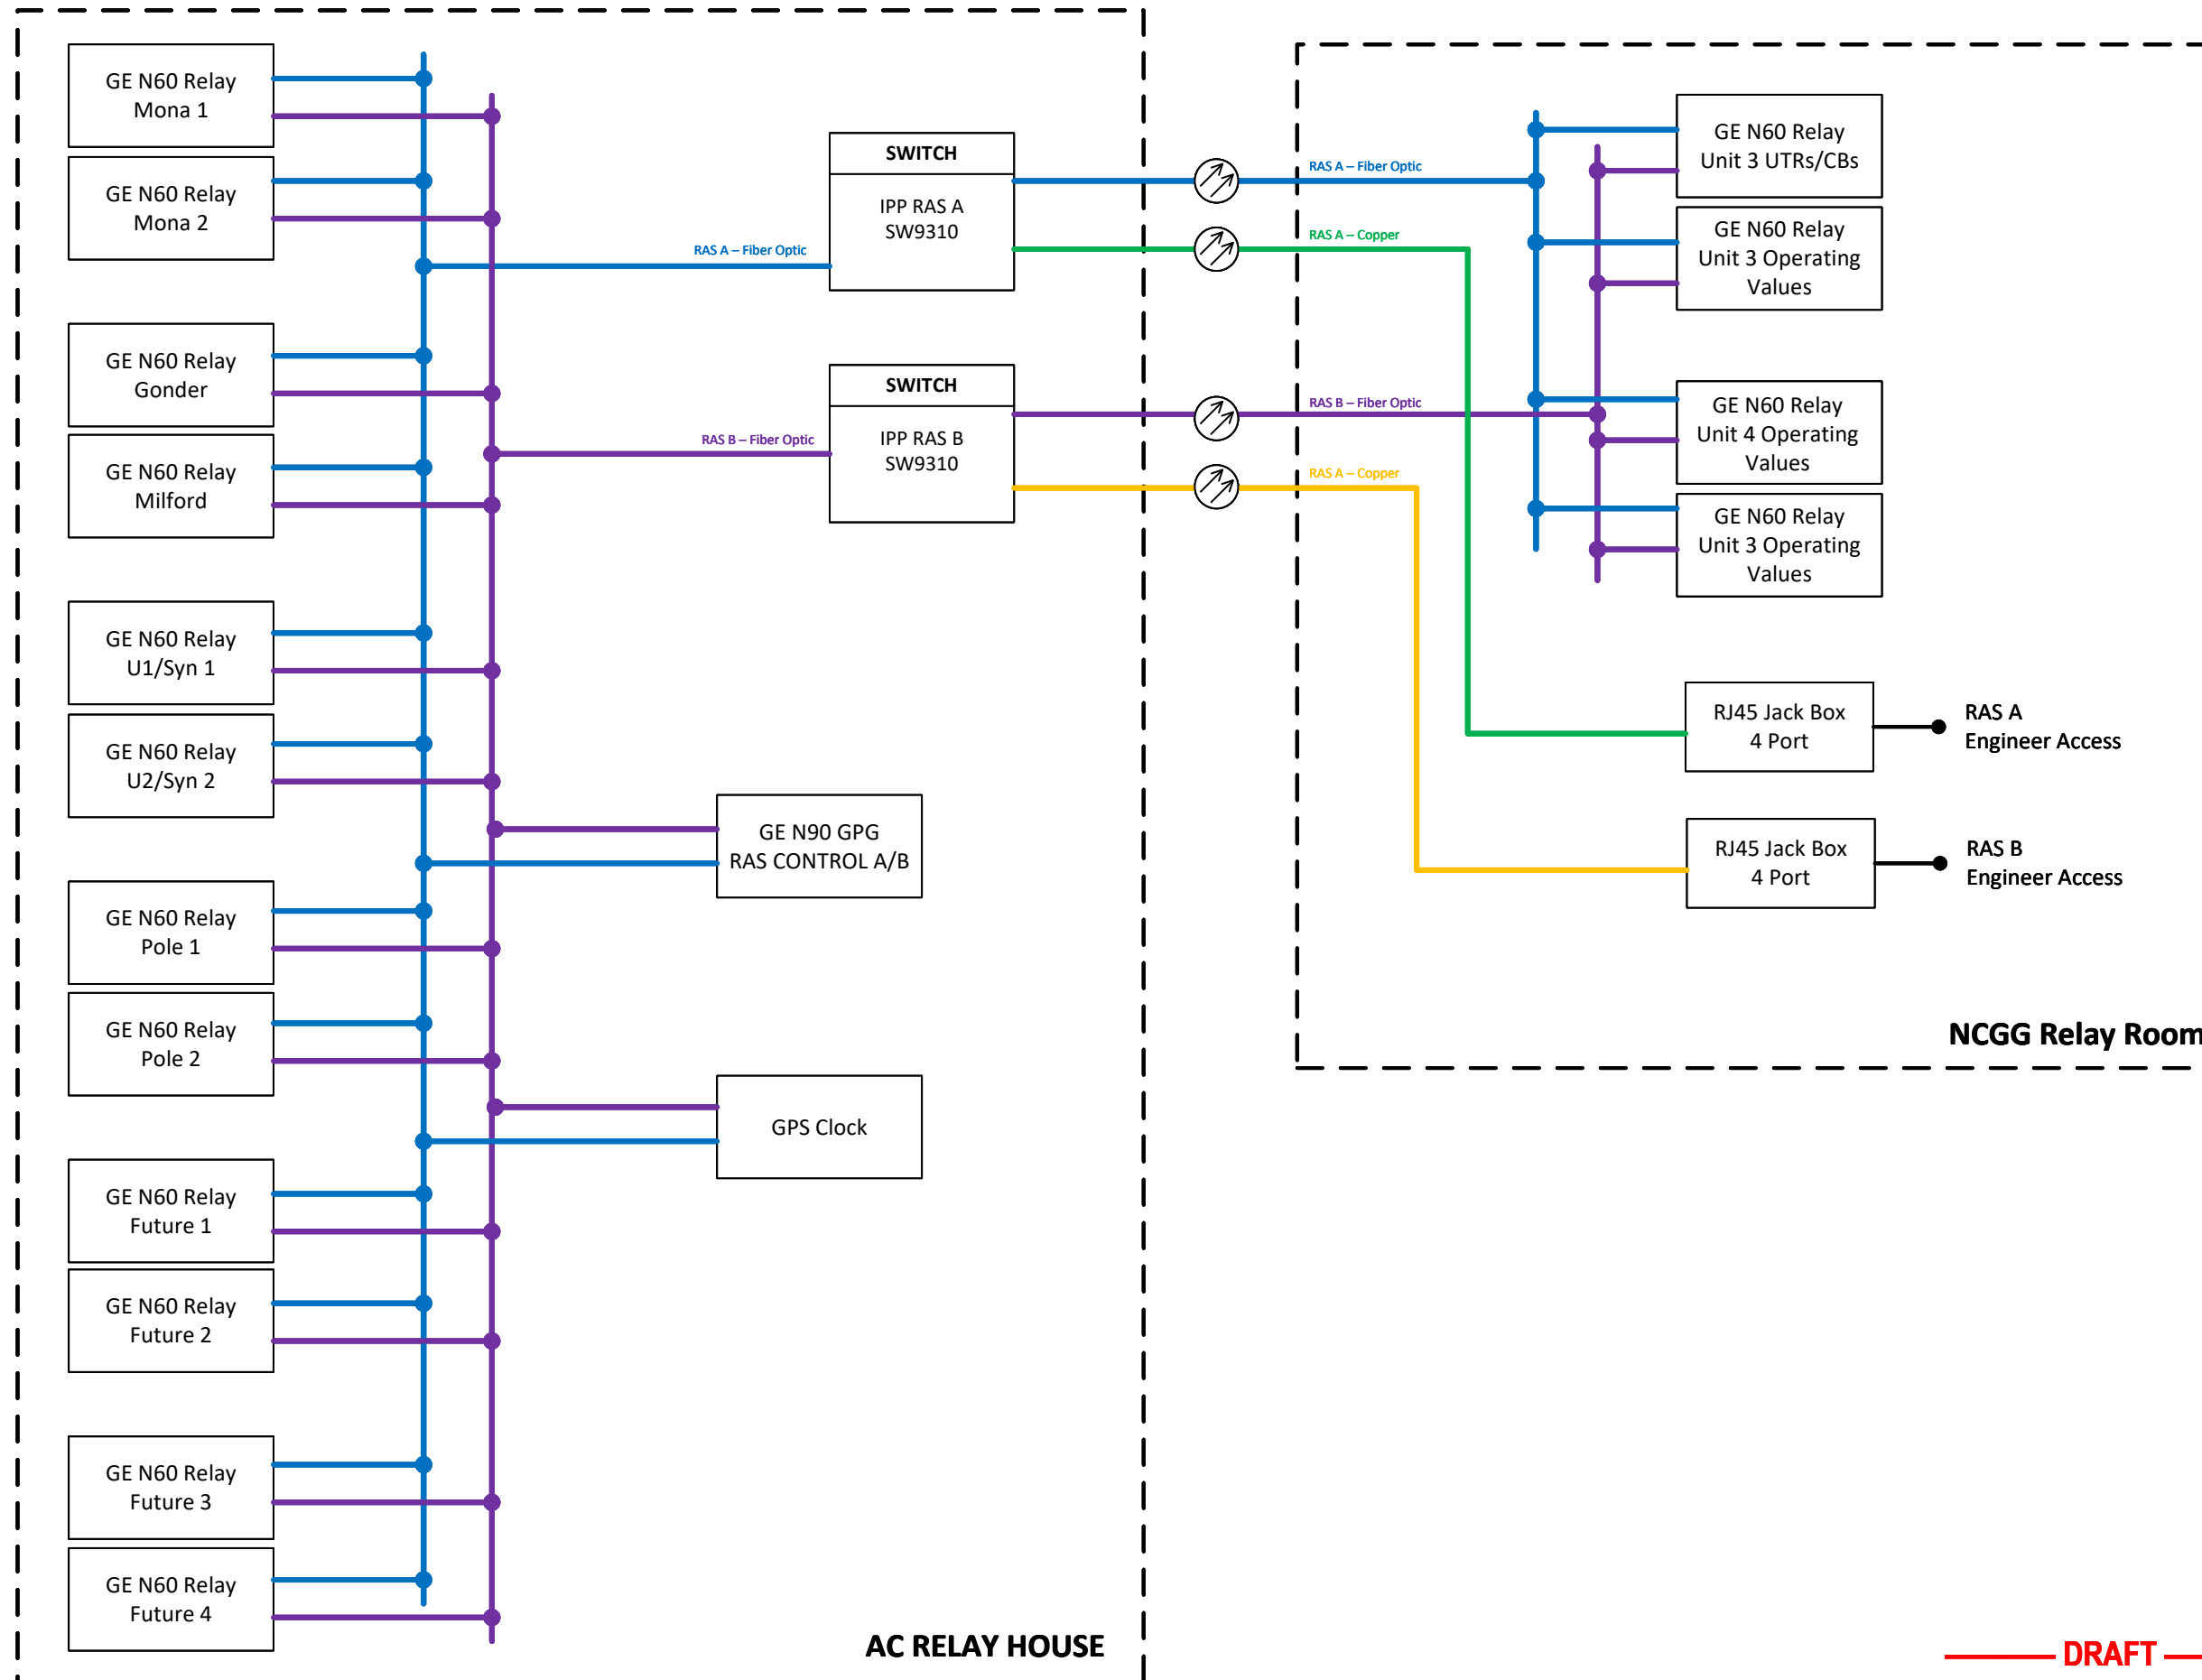 GE N60 Relay
Mona 1
GE N60 Relay
Mona 2
GE N60 Relay
Gonder
GE N60 Relay
Milford
GE N60 Relay
U1/Syn 1
GE N60 Relay
U2/Syn 2
GE N60 Relay
Pole 1
GE N60 Relay
Pole 2
GE N60 Relay
Future 1
GE N60 Relay
Future 2
GE N60 Relay
Future 3
GE N60 Relay
Future 4
RAS A – Fiber Optic
RAS B – Fiber Optic
SWITCH
IPP RAS A
SW9310
SWITCH
IPP RAS B
SW9310
GE N90 GPG
RAS CONTROL A/B
GPS Clock
AC RELAY HOUSE
RAS A – Fiber Optic
RAS A – Copper
RAS B – Fiber Optic
RAS A – Copper
GE N60 Relay
Unit 3 UTRs/CBs
GE N60 Relay
Unit 3 Operating
Values
GE N60 Relay
Unit 4 Operating
Values
GE N60 Relay
Unit 3 Operating
Values
RJ45 Jack Box
4 Port
RAS A
Engineer Access
RJ45 Jack Box
4 Port
RAS B
Engineer Access
NCGG Relay Room
DRAFT